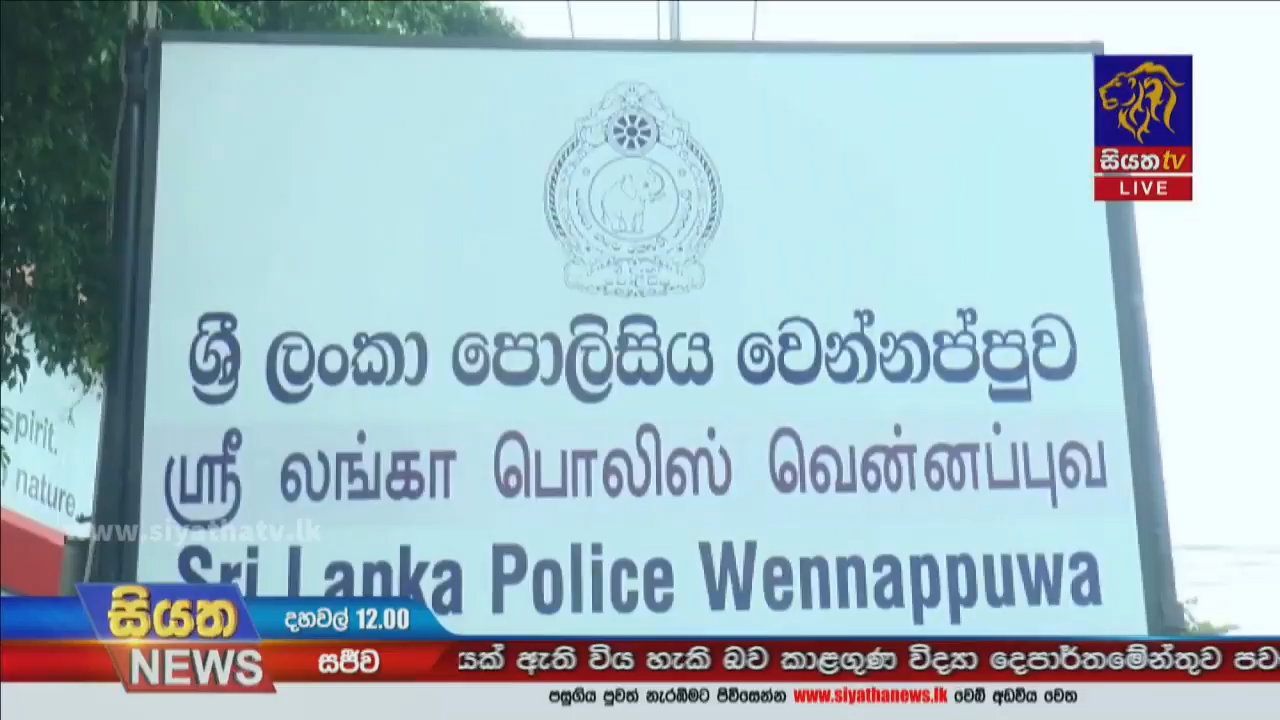 සියත tv
LIVE
ශ්‍රී ලංකා පොලිසිය වෙන්නප්පුව
ஸ்ரீ லங்கா பொலிஸ் வென்னப்புவ
Sri Lanka Police Wennappuwa
spirit.
nature
www.siyathatv.lk
සියත
NEWS
දහවල් 12.00
සජීව
යක් ඇති විය හැකි බව කාළගුණ විද්‍යා දෙපාර්තමේන්තුව පව
පසුගිය පුවත් නැරඹීමට පිවිසෙන්න www.siyathanews.lk වෙබ් අඩවිය වෙත